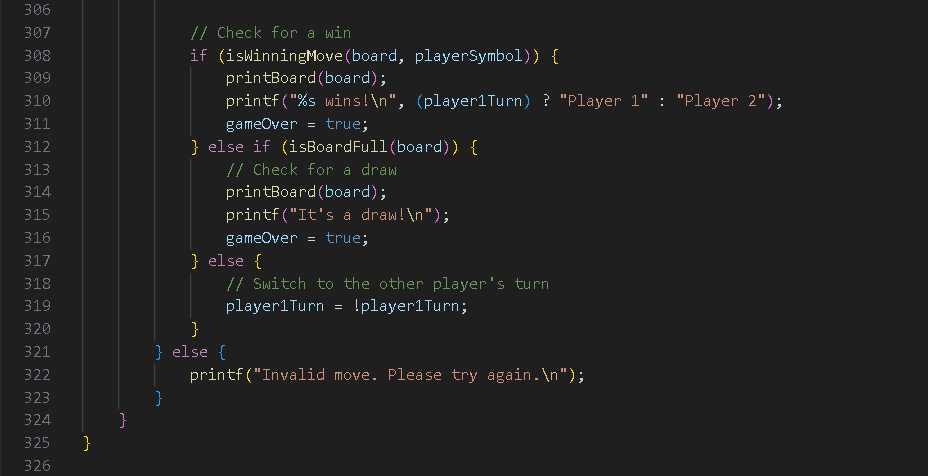 306
307 // Check for a win
308 if (isWinningMove(board, playerSymbol)) {
309 printBoard(board);
310 printf("%s wins!\n", (player1Turn) ? "Player 1" : "Player 2");
311 gameOver = true;
312 } else if (isBoardFull(board)) {
313 // Check for a draw
314 printBoard(board);
315 printf("It's a draw!\n");
316 gameOver = true;
317 } else {
318 // Switch to the other player's turn
319 player1Turn = !player1Turn;
320 }
321 } else {
322 printf("Invalid move. Please try again.\n");
323 }
324 }
325 }
326